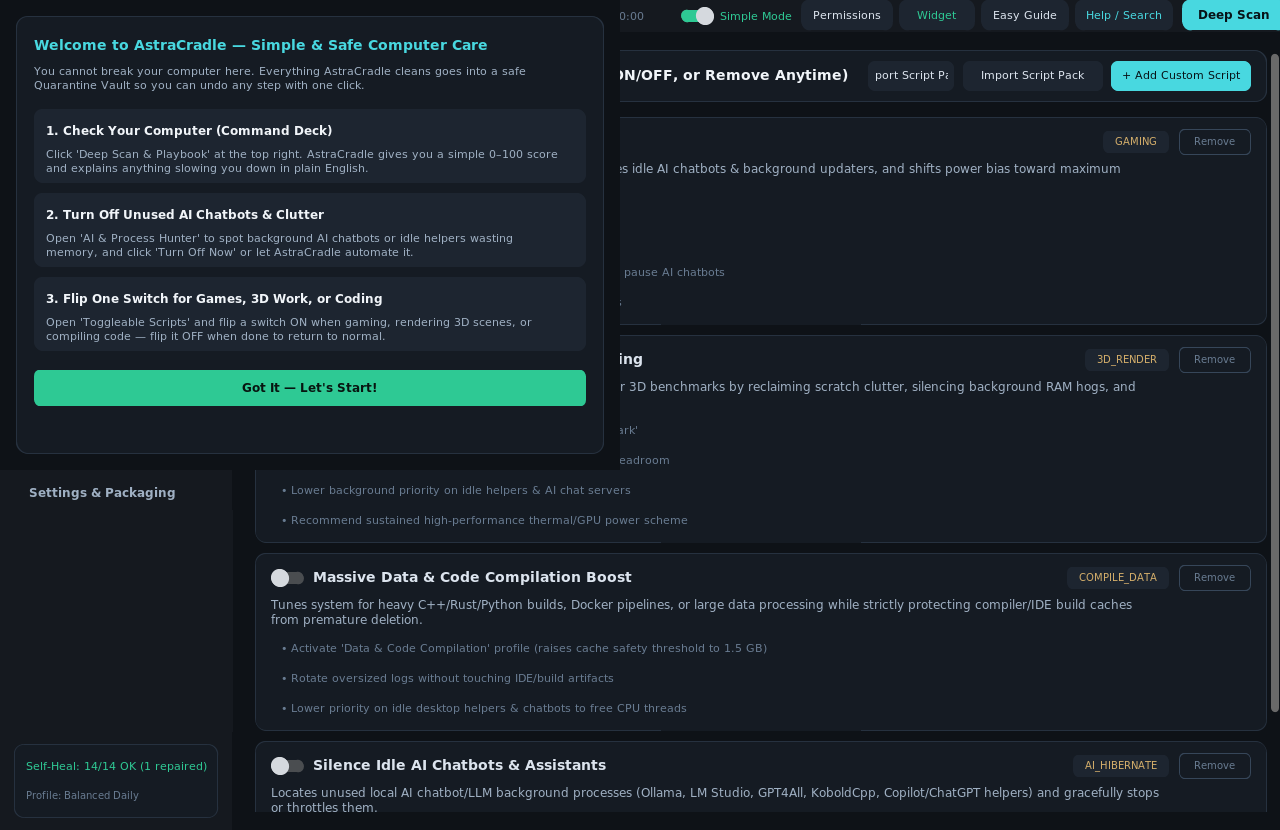 Welcome to AstraCradle — Simple & Safe Computer Care
You cannot break your computer here. Everything AstraCradle cleans goes into a safe
Quarantine Vault so you can undo any step with one click.
1. Check Your Computer (Command Deck)
Click 'Deep Scan & Playbook' at the top right. AstraCradle gives you a simple 0–100 score
and explains anything slowing you down in plain English.
2. Turn Off Unused AI Chatbots & Clutter
Open 'AI & Process Hunter' to spot background AI chatbots or idle helpers wasting
memory, and click 'Turn Off Now' or let AstraCradle automate it.
3. Flip One Switch for Games, 3D Work, or Coding
Open 'Toggleable Scripts' and flip a switch ON when gaming, rendering 3D scenes, or
compiling code — flip it OFF when done to return to normal.
Got It — Let's Start!
0:00
Simple Mode
Permissions
Widget
Easy Guide
Help / Search
Deep Scan
ON/OFF, or Remove Anytime)
port Script Pa
Import Script Pack
+ Add Custom Script
GAMING
Remove
es idle AI chatbots & background updaters, and shifts power bias toward maximum
pause AI chatbots
s
ing
3D_RENDER
Remove
r 3D benchmarks by reclaiming scratch clutter, silencing background RAM hogs, and
ark'
eadroom
• Lower background priority on idle helpers & AI chat servers
• Recommend sustained high-performance thermal/GPU power scheme
Settings & Packaging
Massive Data & Code Compilation Boost
COMPILE_DATA
Remove
Tunes system for heavy C++/Rust/Python builds, Docker pipelines, or large data processing while strictly protecting compiler/IDE build caches
from premature deletion.
• Activate 'Data & Code Compilation' profile (raises cache safety threshold to 1.5 GB)
• Rotate oversized logs without touching IDE/build artifacts
• Lower priority on idle desktop helpers & chatbots to free CPU threads
Silence Idle AI Chatbots & Assistants
AI_HIBERNATE
Remove
Locates unused local AI chatbot/LLM background processes (Ollama, LM Studio, GPT4All, KoboldCpp, Copilot/ChatGPT helpers) and gracefully stops
or throttles them.
Self-Heal: 14/14 OK (1 repaired)
Profile: Balanced Daily